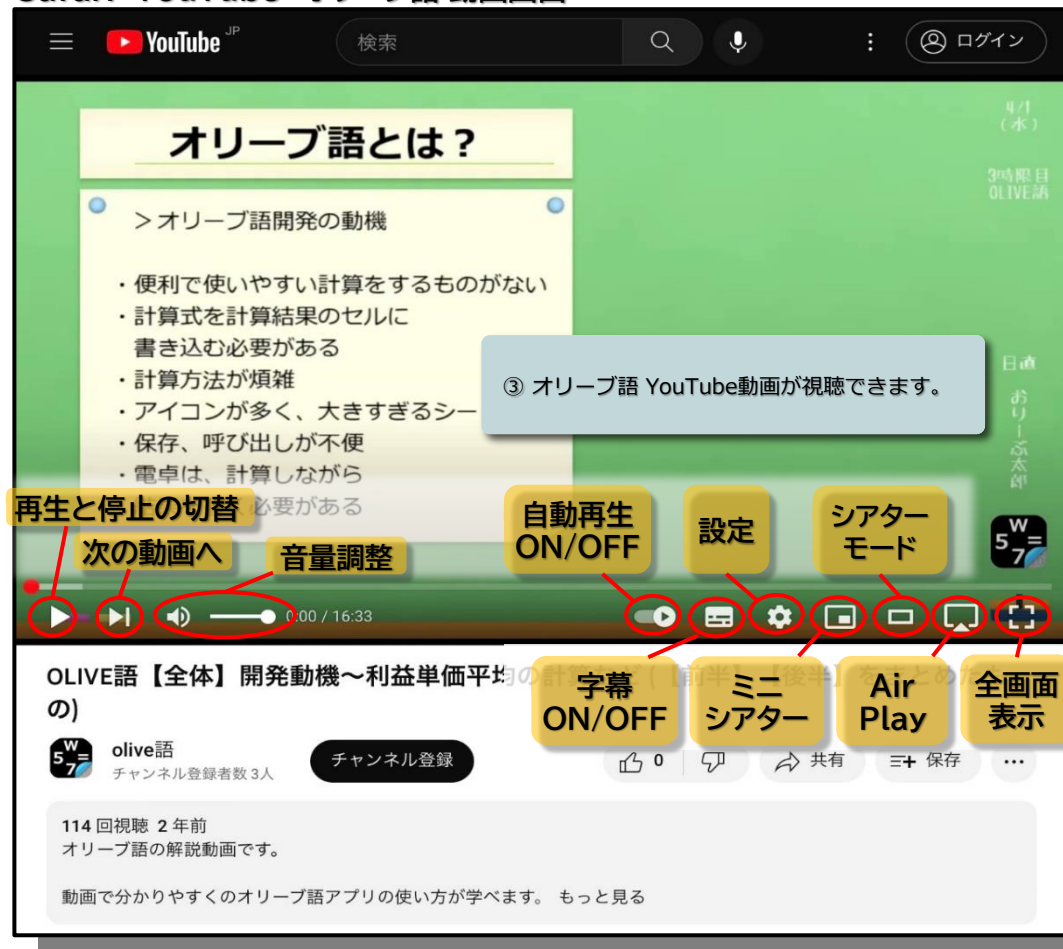 YouTube JP
検索
ログイン
4/1
(水)
3時限目
OLIVE語
オリーブ語とは？
＞オリーブ語開発の動機
・便利で使いやすい計算をするものがない
・計算式を計算結果のセルに
書き込む必要がある
・計算方法が煩雑
・アイコンが多く、大きすぎるシー
・保存、呼び出しが不便
・電卓は、計算しながら
必要がある
③ オリーブ語 YouTube動画が視聴できます。
日直
おりーぶ太郎
再生と停止の切替
次の動画へ
音量調整
自動再生
ON/OFF
設定
シアター
モード
W
5=
7
0:00 / 16:33
字幕
ON/OFF
ミニ
シアター
Air
Play
全画面
表示
OLIVE語【全体】開発動機～利益単価平均の計
の)
W
5=
7
olive語
チャンネル登録者数 3人
チャンネル登録
0
共有
保存
114 回視聴 2 年前
オリーブ語の解説動画です。
動画で分かりやすくのオリーブ語アプリの使い方が学べます。 もっと見る